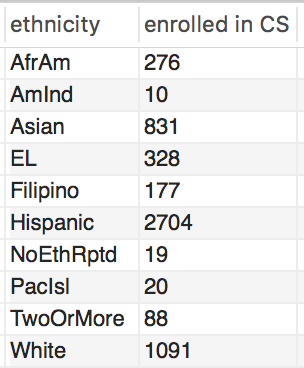 ethnicity enrolled in CS
AfrAm 276
AmInd 10
Asian 831
EL 328
Filipino 177
Hispanic 2704
NoEthRptd 19
PacIsl 20
TwoOrMore 88
White 1091